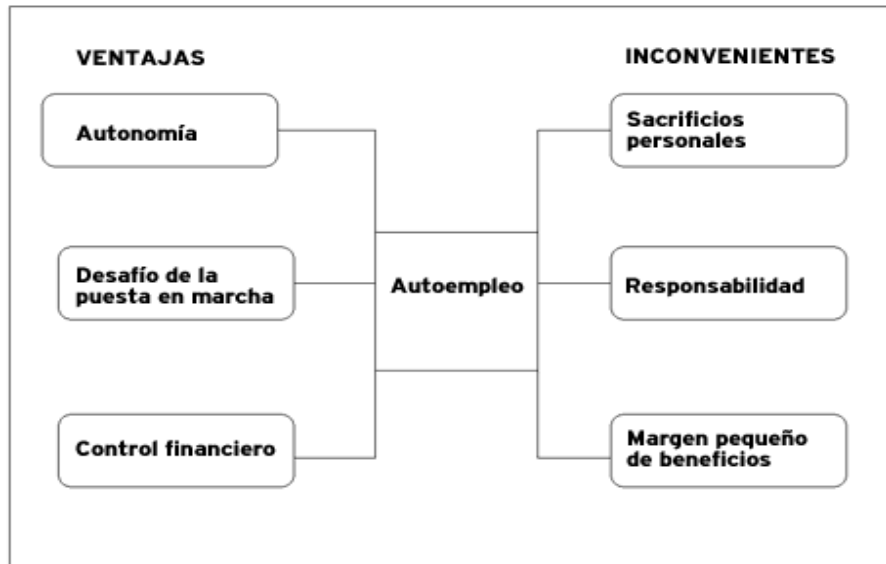 VENTAJAS
Autonomía
Desafío de la
puesta en marcha
Control financiero
Autoempleo
INCONVENIENTES
Sacrificios
personales
Responsabilidad
Margen pequeño
de beneficios